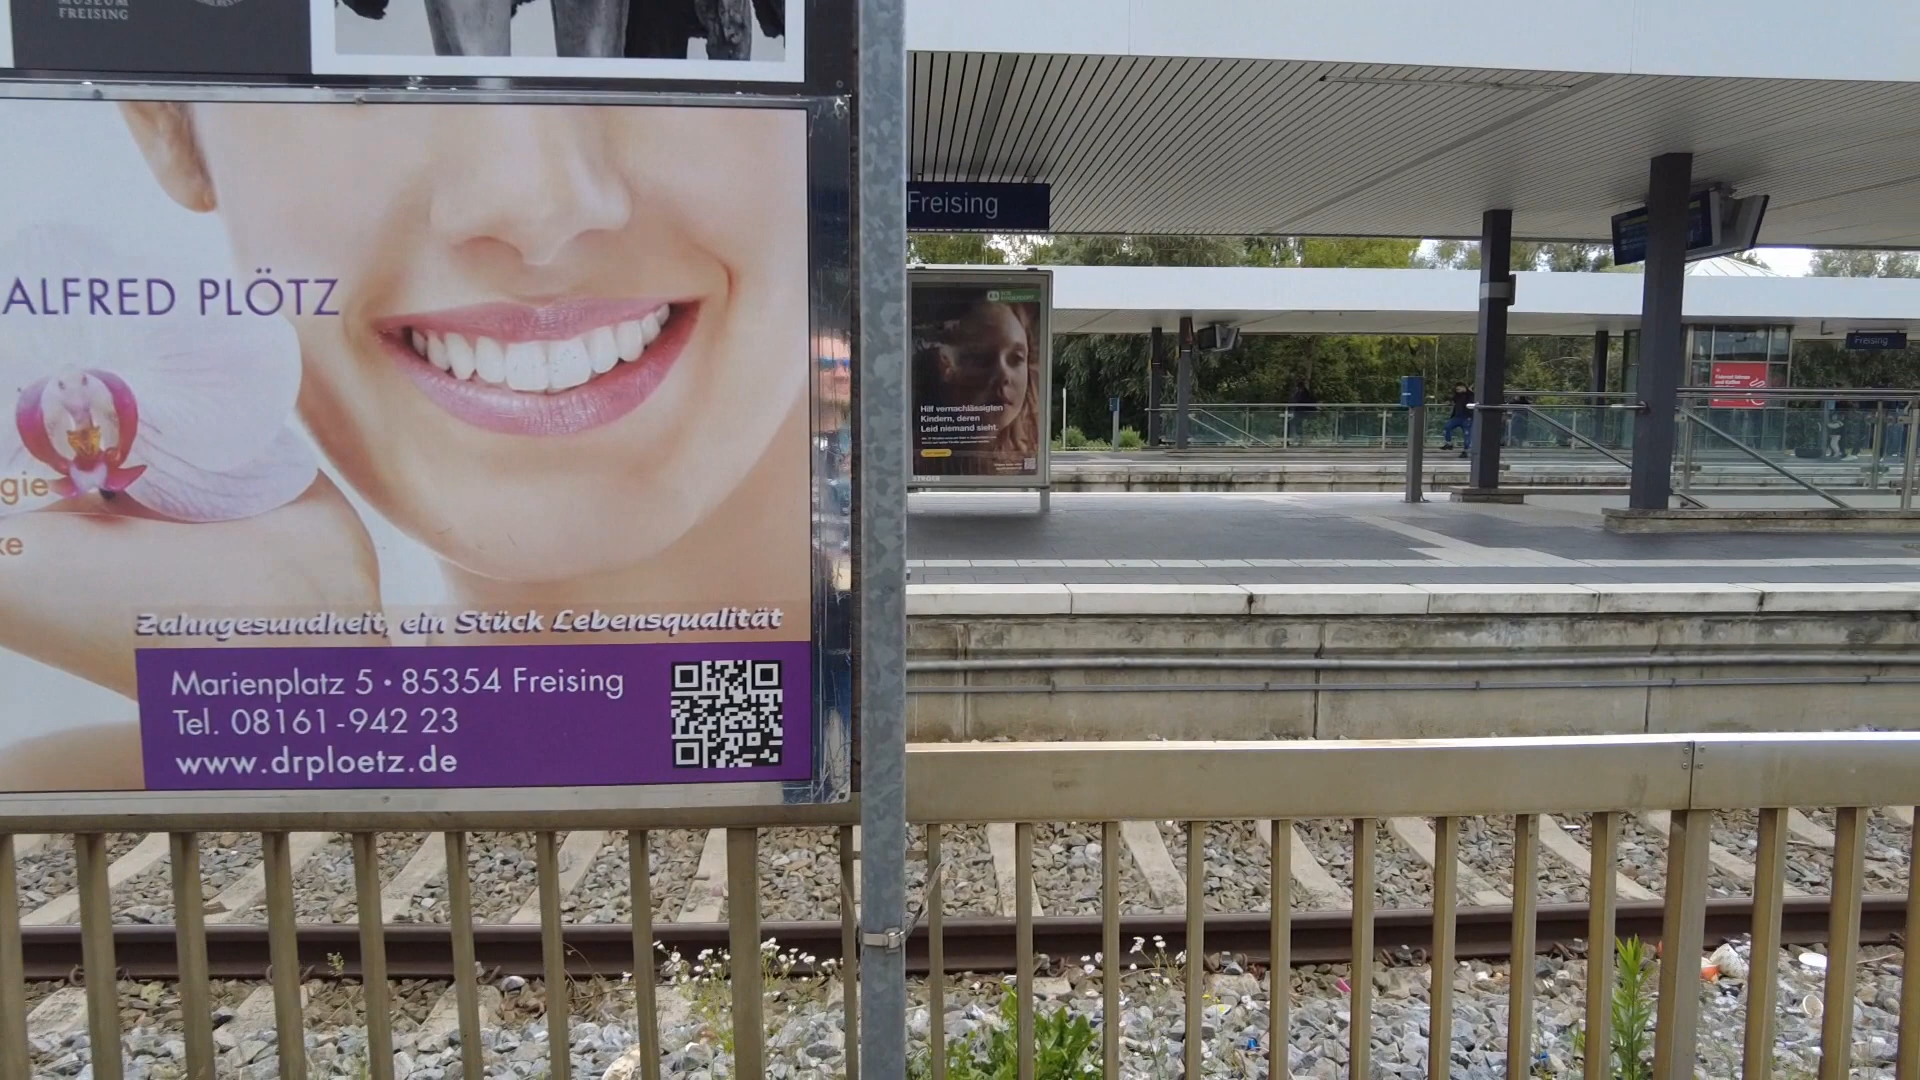 MUSEUM
FREISING
ALFRED PLÖTZ
gie
ke
Zahngesundheit, ein Stück Lebensqualität
Marienplatz 5 • 85354 Freising
Tel. 08161-942 23
www.drploetz.de
Freising
Hilf vernachlässigten
Kindern, deren
Leid niemand sieht.
STRÖER
Freising